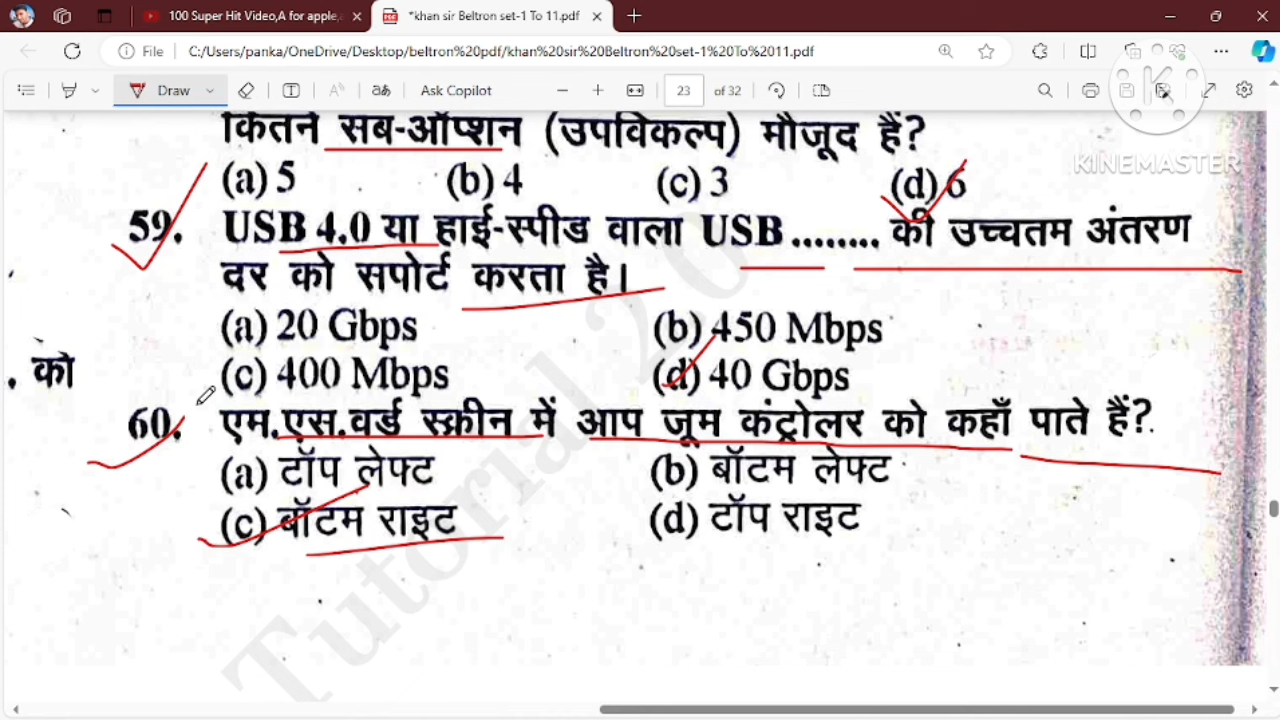 100 Super Hit Video,A for apple,
*khan sir Beltron set-1 To 11.pdf
File
C:/Users/panka/OneDrive/Desktop/beltron%20pdf/khan%20sir%20Beltron%20set-1%20To%2011.pdf
Draw
Ask Copilot
23 of 32
K
KINEMASTER
कितने सब-ऑप्शन (उपविकल्प) मौजूद हैं?
(a) 5 (b) 4 (c) 3 (d) 6
59. USB 4.0 या हाई-स्पीड वाला USB ........ की उच्चतम अंतरण
दर को सपोर्ट करता है।
(a) 20 Gbps (b) 450 Mbps
. को
(c) 400 Mbps (d) 40 Gbps
60. एम.एस.वर्ड स्क्रीन में आप जूम कंट्रोलर को कहाँ पाते हैं?
(a) टॉप लेफ्ट (b) बॉटम लेफ्ट
(c) बॉटम राइट (d) टॉप राइट
Tutorial 2.0